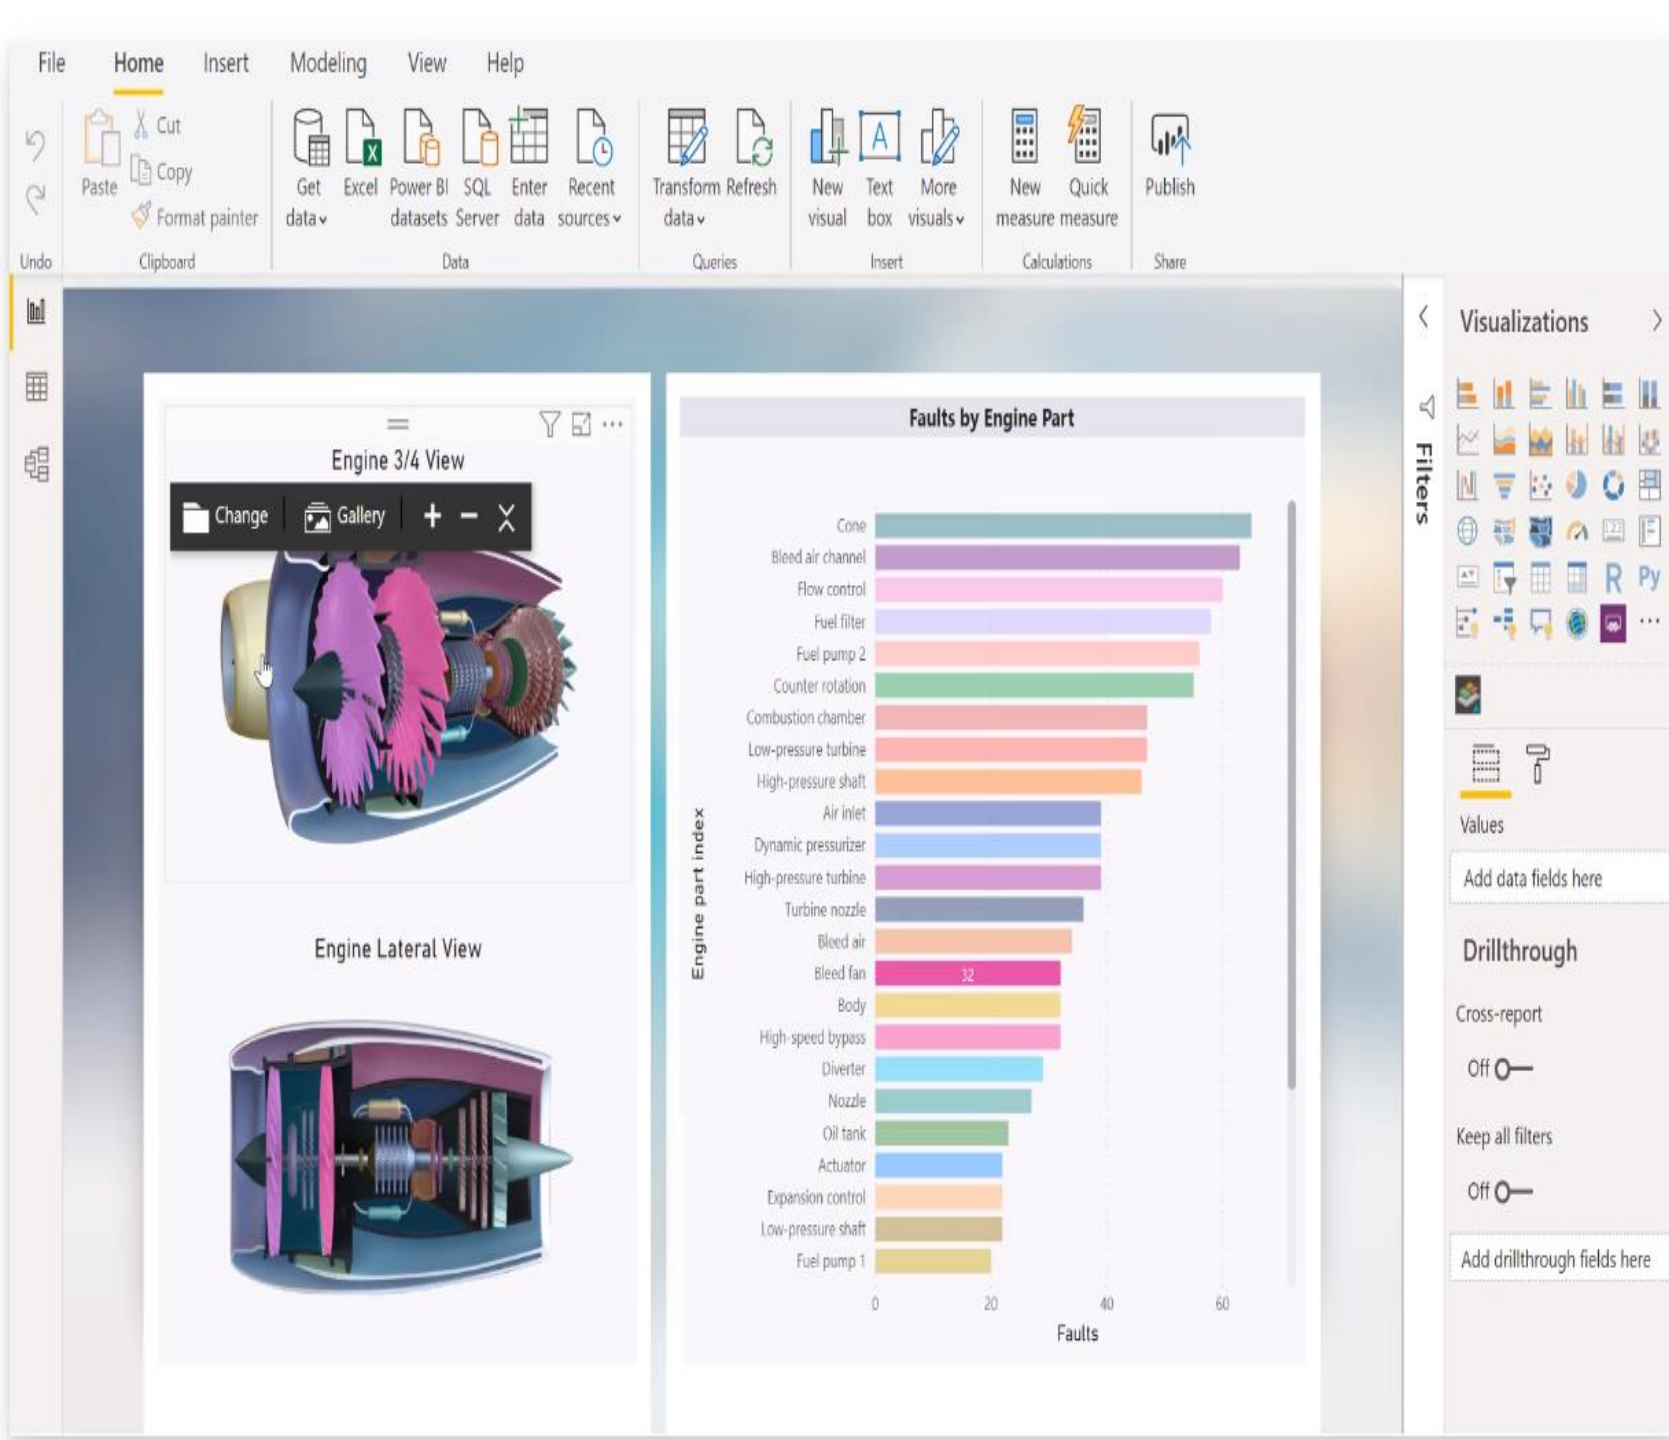 File Home Insert Modeling View Help
Cut
Copy
Paste
Format painter
Get data
Excel
Power BI datasets
SQL Server
Enter data
Recent sources
Transform data
Refresh
New visual
Text box
More visuals
New measure
Quick measure
Publish
Undo
Clipboard
Data
Queries
Insert
Calculations
Share
Engine 3/4 View
Change
Gallery
Engine Lateral View
Faults by Engine Part
Engine part index
Cone
Bleed air channel
Flow control
Fuel filter
Fuel pump 2
Counter rotation
Combustion chamber
Low-pressure turbine
High-pressure shaft
Air inlet
Dynamic pressurizer
High-pressure turbine
Turbine nozzle
Bleed air
Bleed fan
32
Body
High-speed bypass
Diverter
Nozzle
Oil tank
Actuator
Expansion control
Low-pressure shaft
Fuel pump 1
0 20 40 60
Faults
Filters
Visualizations
R Py
Values
Add data fields here
Drillthrough
Cross-report
Off
Keep all filters
Off
Add drillthrough fields here